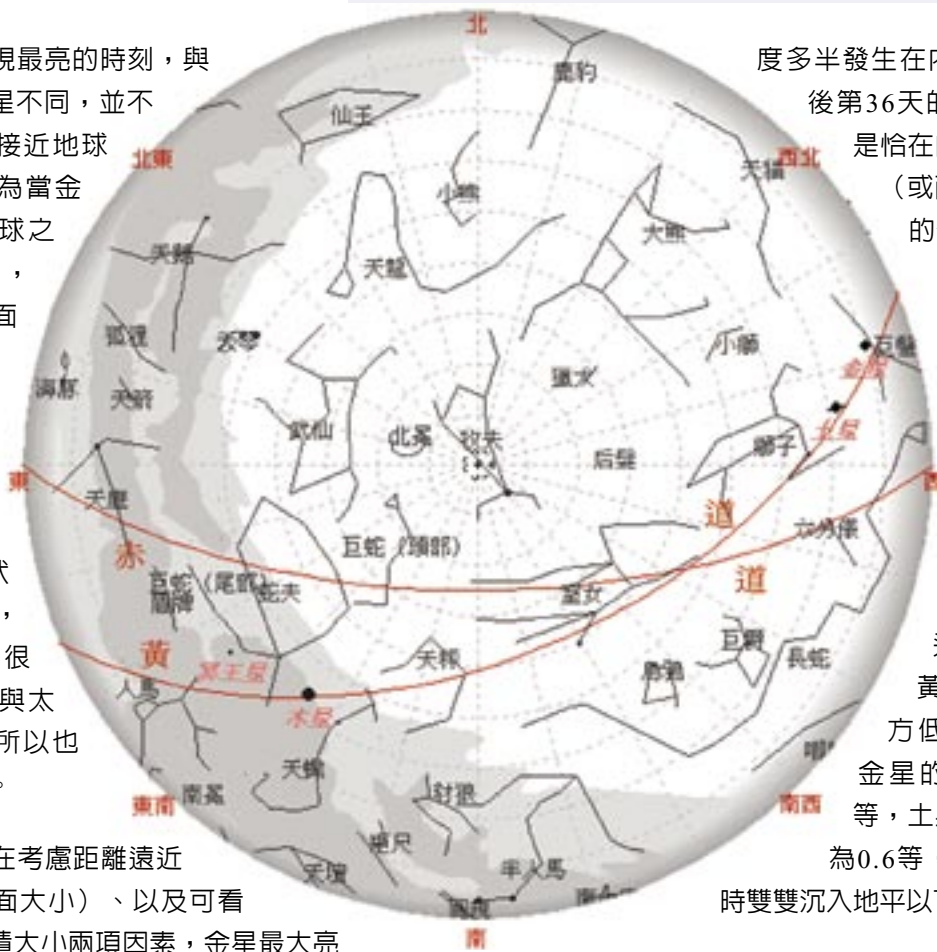 現最亮的時刻，與
星不同，並不
接近地球
為當金
球之
，
面
，
很
與太
所以也
。
在考慮距離遠近
面大小）、以及可看
積大小兩項因素，金星最大亮
北
鹿豹
仙王
北東
西北
天貓
小熊
大熊
天鵝
天龍
狐狸
小獅
巨蟹
海豚
天箭
獵犬
金星
土星
武仙
北冕
牧夫
后髮
獅子
東
西
天鷹
道
六分儀
赤
巨蛇（頭部）
巨蛇（尾部）
盾牌
蛇夫
室女
道
黃
冥王星
天秤
烏鴉
巨爵
長蛇
人馬
木星
天蠍
豺狼
東南
南冕
南西
矩尺
天壇
半人馬
圓規
南
度多半發生在
後第36天的
是恰在
（或
的
黃
方低
金星的
等，土
為0.6等
時雙雙沉入地平以下